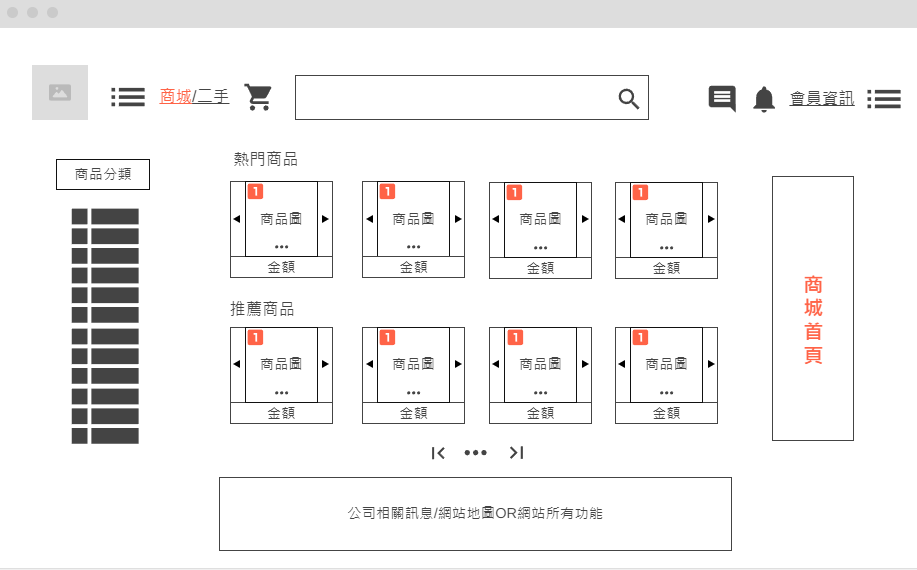 商城/二手
會員資訊
商品分類
熱門商品
1 1 1 1
商品圖 商品圖 商品圖 商品圖
金額 金額 金額 金額
推薦商品
1 1 1 1
商品圖 商品圖 商品圖 商品圖
金額 金額 金額 金額
商
城
首
頁
公司相關訊息/網站地圖OR網站所有功能